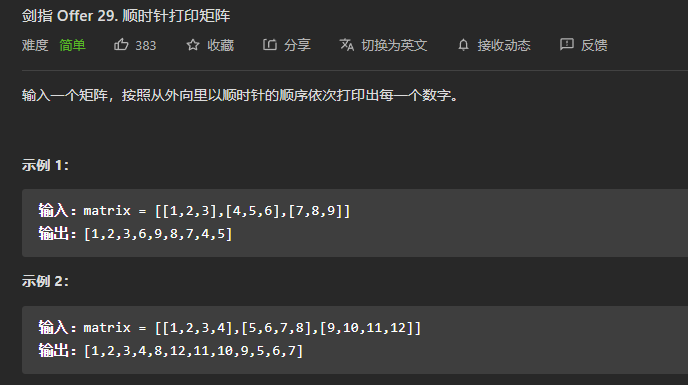 剑指 Offer 29. 顺时针打印矩阵
难度 简单 383 收藏 分享 切换为英文 接收动态 反馈
输入一个矩阵，按照从外向里以顺时针的顺序依次打印出每一个数字。
示例 1：
输入：matrix = [[1,2,3],[4,5,6],[7,8,9]]
输出：[1,2,3,6,9,8,7,4,5]
示例 2：
输入：matrix = [[1,2,3,4],[5,6,7,8],[9,10,11,12]]
输出：[1,2,3,4,8,12,11,10,9,5,6,7]